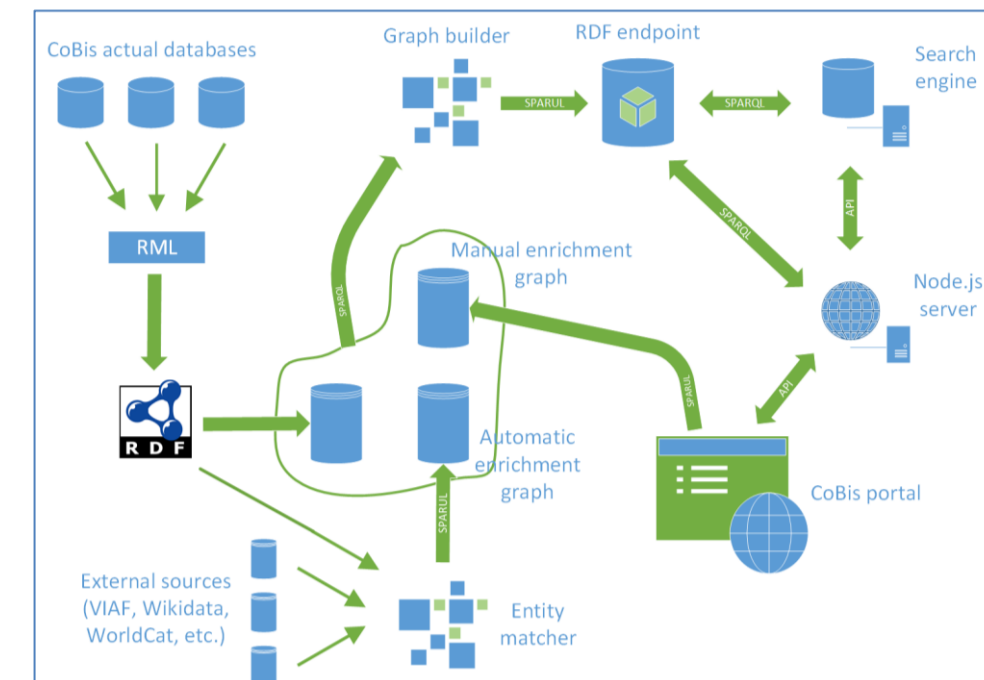 CoBis actual databases
Graph builder
RDF endpoint
Search
engine
SPARUL
SPARQL
RML
API
SPARQL
Manual enrichment
graph
SPARQL
Node.js
server
RDF
SPARUL
API
Automatic
enrichment
graph
CoBis portal
SPARUL
External sources
(VIAF, Wikidata,
WorldCat, etc.)
Entity
matcher